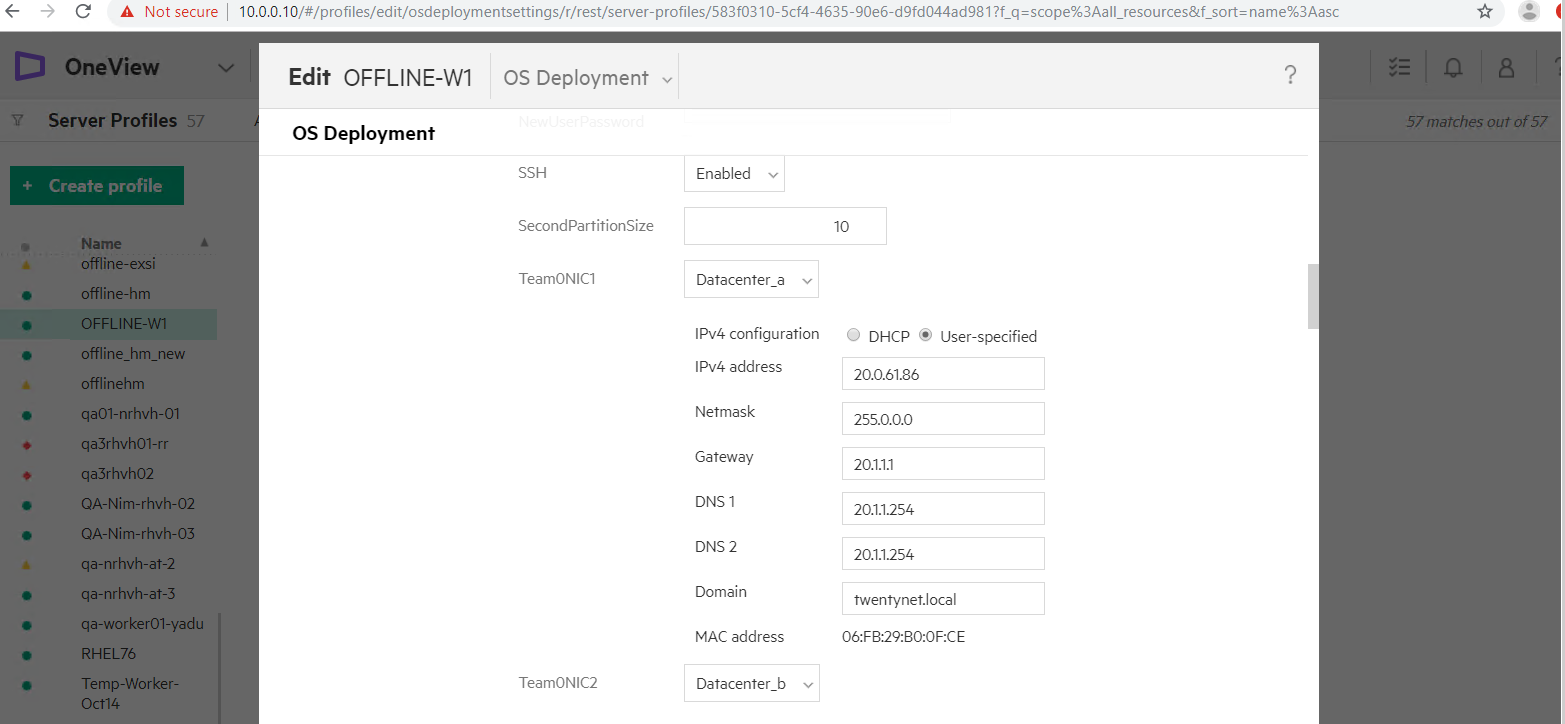 Not secure | 10.0.0.10/#/profiles/edit/osdeploymentsettings/r/rest/server-profiles/583f0310-5cf4-4635-90e6-d9fd044ad981?f_q=scope%3Aall_resources&f_sort=name%3Aasc
OneView
Server Profiles 57
57 matches out of 57
+ Create profile
Name
offline-exsi
offline-hm
OFFLINE-W1
offline_hm_new
offlinehm
qa01-nrhvh-01
qa3rhvh01-rr
qa3rhvh02
QA-Nim-rhvh-02
QA-Nim-rhvh-03
qa-nrhvh-at-2
qa-nrhvh-at-3
qa-worker01-yadu
RHEL76
Temp-Worker-
Oct14
Edit OFFLINE-W1 OS Deployment ?
OS Deployment
NewUserPassword
SSH Enabled
SecondPartitionSize 10
Team0NIC1 Datacenter_a
IPv4 configuration DHCP User-specified
IPv4 address 20.0.61.86
Netmask 255.0.0.0
Gateway 20.1.1.1
DNS 1 20.1.1.254
DNS 2 20.1.1.254
Domain twentynet.local
MAC address 06:FB:29:B0:0F:CE
Team0NIC2 Datacenter_b